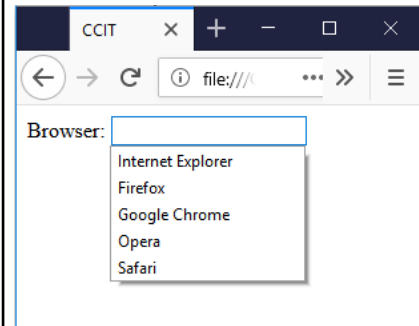 CCIT
file:///
Browser:
Internet Explorer
Firefox
Google Chrome
Opera
Safari